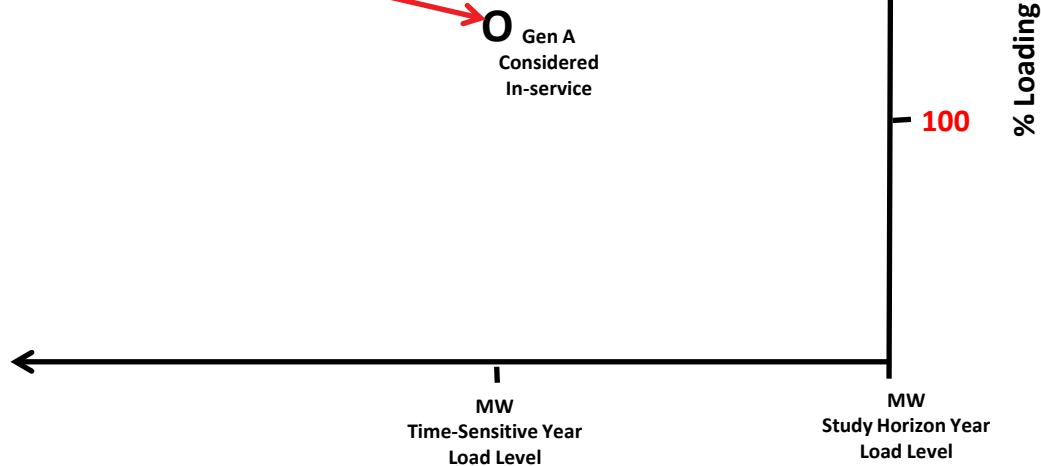 O Gen A
Considered
In-service
% Loading
100
MW
Time-Sensitive Year
Load Level
MW
Study Horizon Year
Load Level